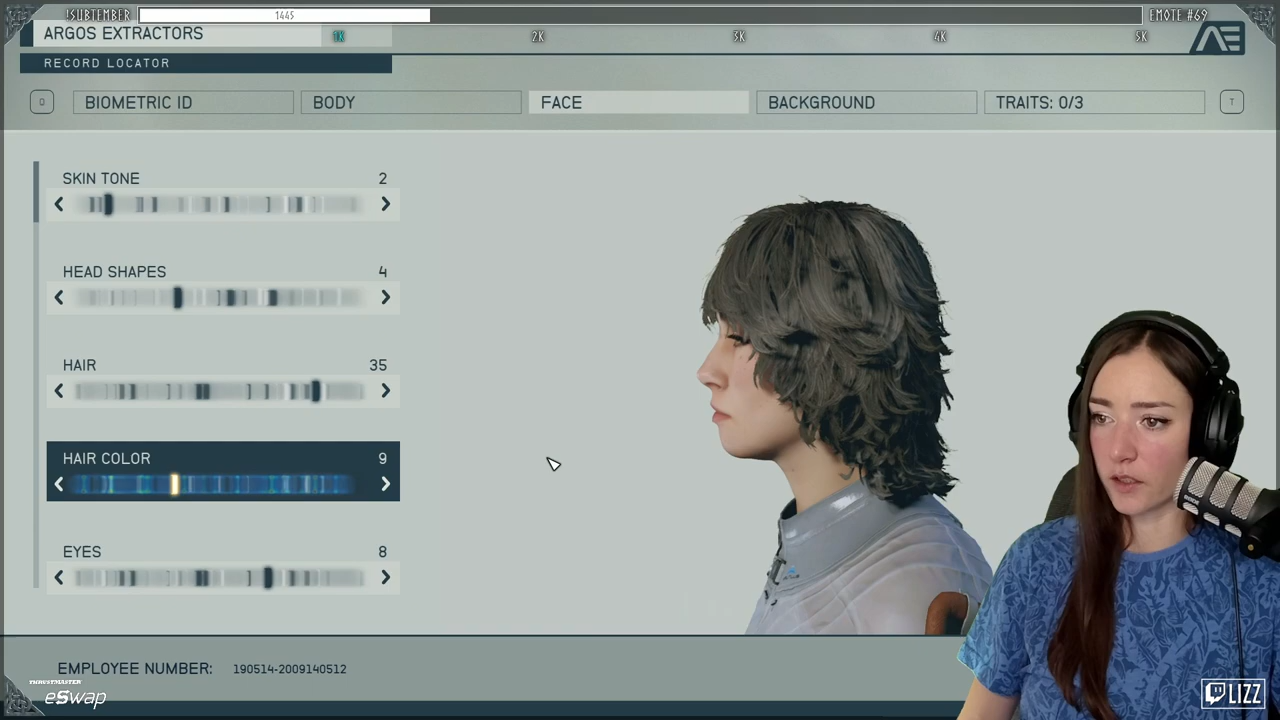 !SUBTEMBER
1445
EMOTE #69
1K
2K
3K
4K
5K
ARGOS EXTRACTORS
AE
RECORD LOCATOR
Q
BIOMETRIC ID
BODY
FACE
BACKGROUND
TRAITS: 0/3
T
SKIN TONE
2
HEAD SHAPES
4
HAIR
35
HAIR COLOR
9
EYES
8
EMPLOYEE NUMBER:
190514-2009140512
THRUSTMASTER
eSwap
LIZZ